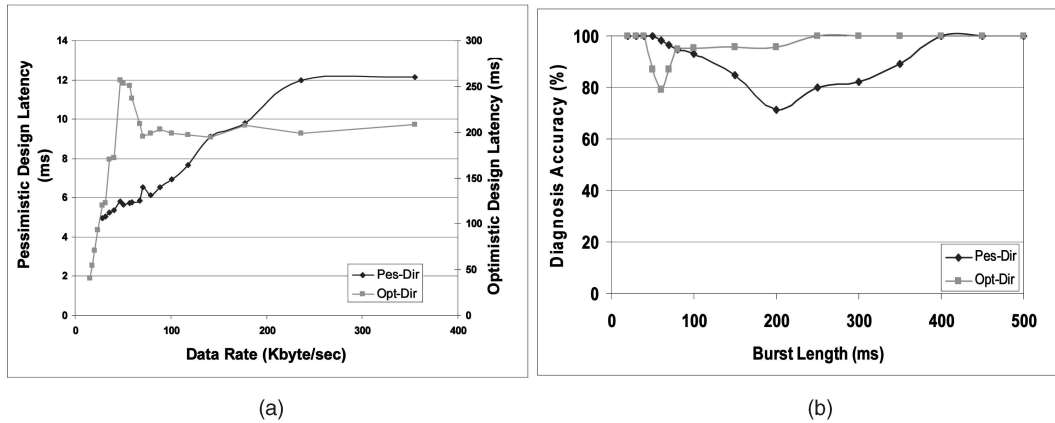 14
12
10
8
6
4
2
0
Pessimistic Design Latency
(ms)
300
250
200
150
100
50
0
Optimistic Design Latency (ms)
Pes-Dir
Opt-Dir
0
100
200
300
400
Data Rate (Kbyte/sec)
(a)
100
80
60
40
20
0
Diagnosis Accuracy (%)
Pes-Dir
Opt-Dir
0
100
200
300
400
500
Burst Length (ms)
(b)